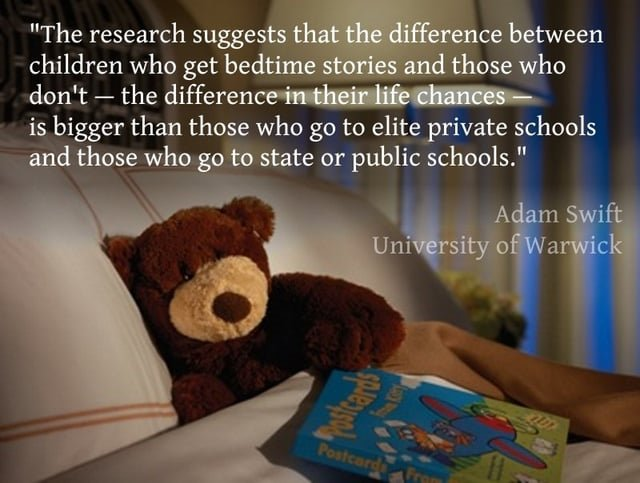 "The research suggests that the difference between
children who get bedtime stories and those who
don't — the difference in their life chances —
is bigger than those who go to elite private schools
and those who go to state or public schools."
Adam Swift
University of Warwick
Postcards
From
Postcards From